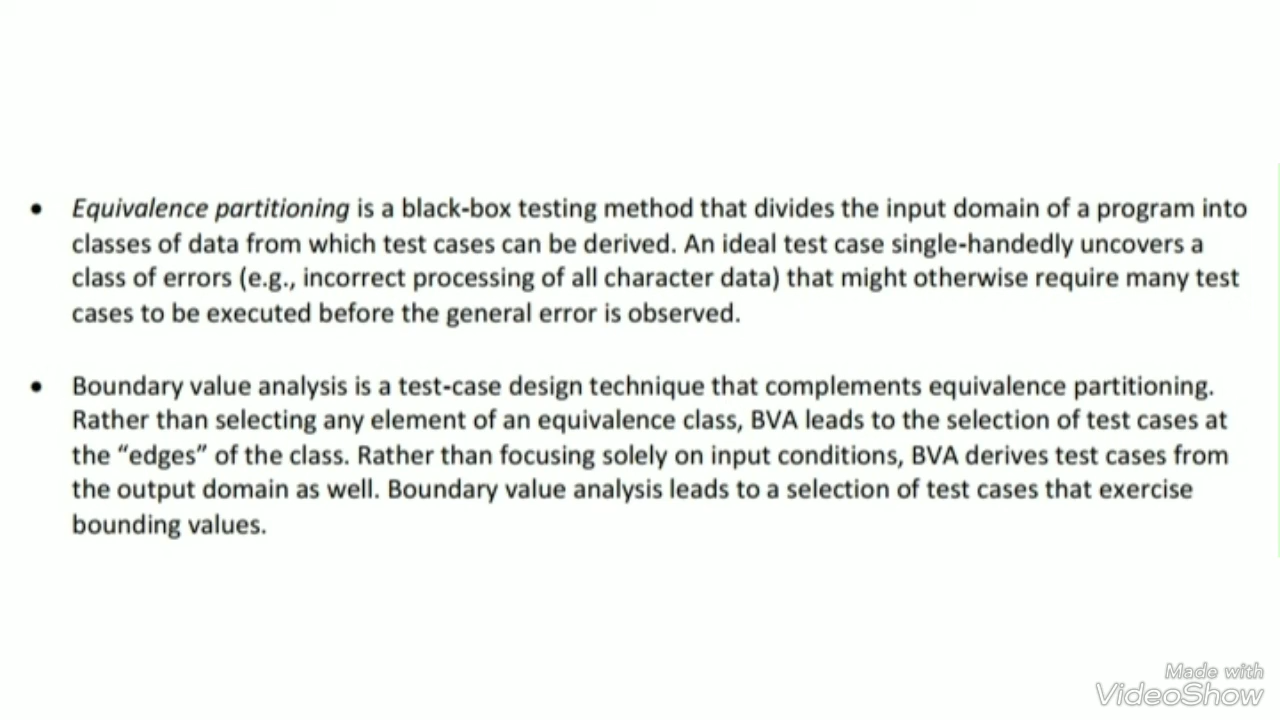 • Equivalence partitioning is a black-box testing method that divides the input domain of a program into
classes of data from which test cases can be derived. An ideal test case single-handedly uncovers a
class of errors (e.g., incorrect processing of all character data) that might otherwise require many test
cases to be executed before the general error is observed.
• Boundary value analysis is a test-case design technique that complements equivalence partitioning.
Rather than selecting any element of an equivalence class, BVA leads to the selection of test cases at
the “edges” of the class. Rather than focusing solely on input conditions, BVA derives test cases from
the output domain as well. Boundary value analysis leads to a selection of test cases that exercise
bounding values.
Made with
VideoShow